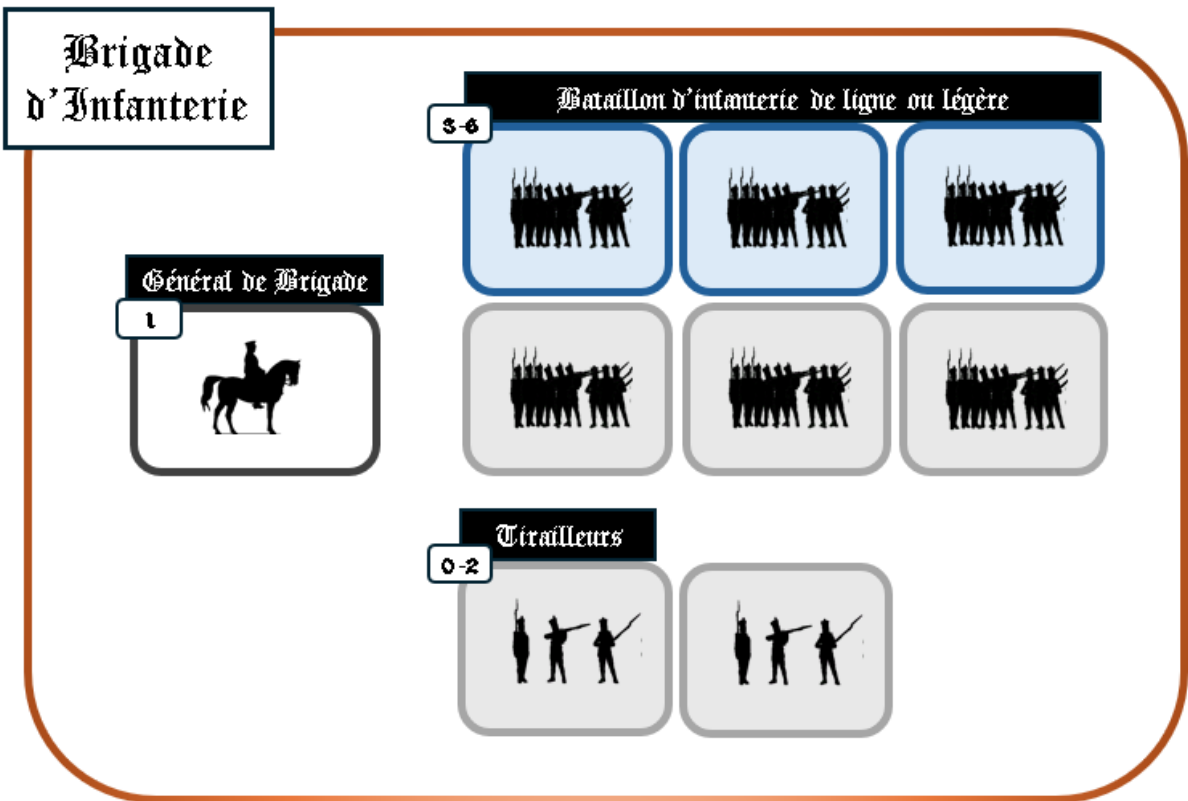 Brigade
d'Infanterie
Bataillon d'infanterie de ligne ou légère
3-6
Général de Brigade
1
Tirailleurs
0-2